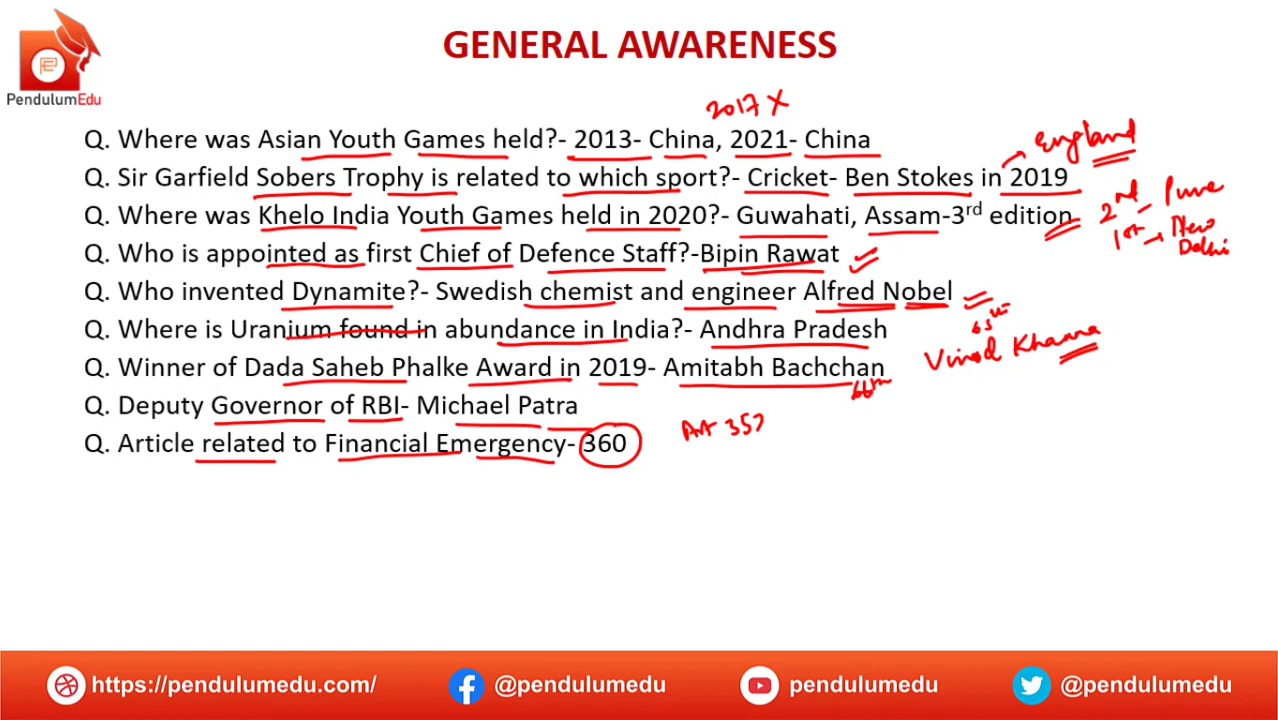 GENERAL AWARENESS
PendulumEdu
2017 X
Q. Where was Asian Youth Games held?- 2013- China, 2021- China
England
Q. Sir Garfield Sobers Trophy is related to which sport?- Cricket- Ben Stokes in 2019
2nd - Pune
Q. Where was Khelo India Youth Games held in 2020?- Guwahati, Assam-3rd edition
1st → New Delhi
Q. Who is appointed as first Chief of Defence Staff?-Bipin Rawat
Q. Who invented Dynamite?- Swedish chemist and engineer Alfred Nobel
65th
Q. Where is Uranium found in abundance in India?- Andhra Pradesh
Vinod Khanna
Q. Winner of Dada Saheb Phalke Award in 2019- Amitabh Bachchan
66th
Q. Deputy Governor of RBI- Michael Patra
Q. Article related to Financial Emergency- 360
352
https://pendulumedu.com/
@pendulumedu
pendulumedu
@pendulumedu